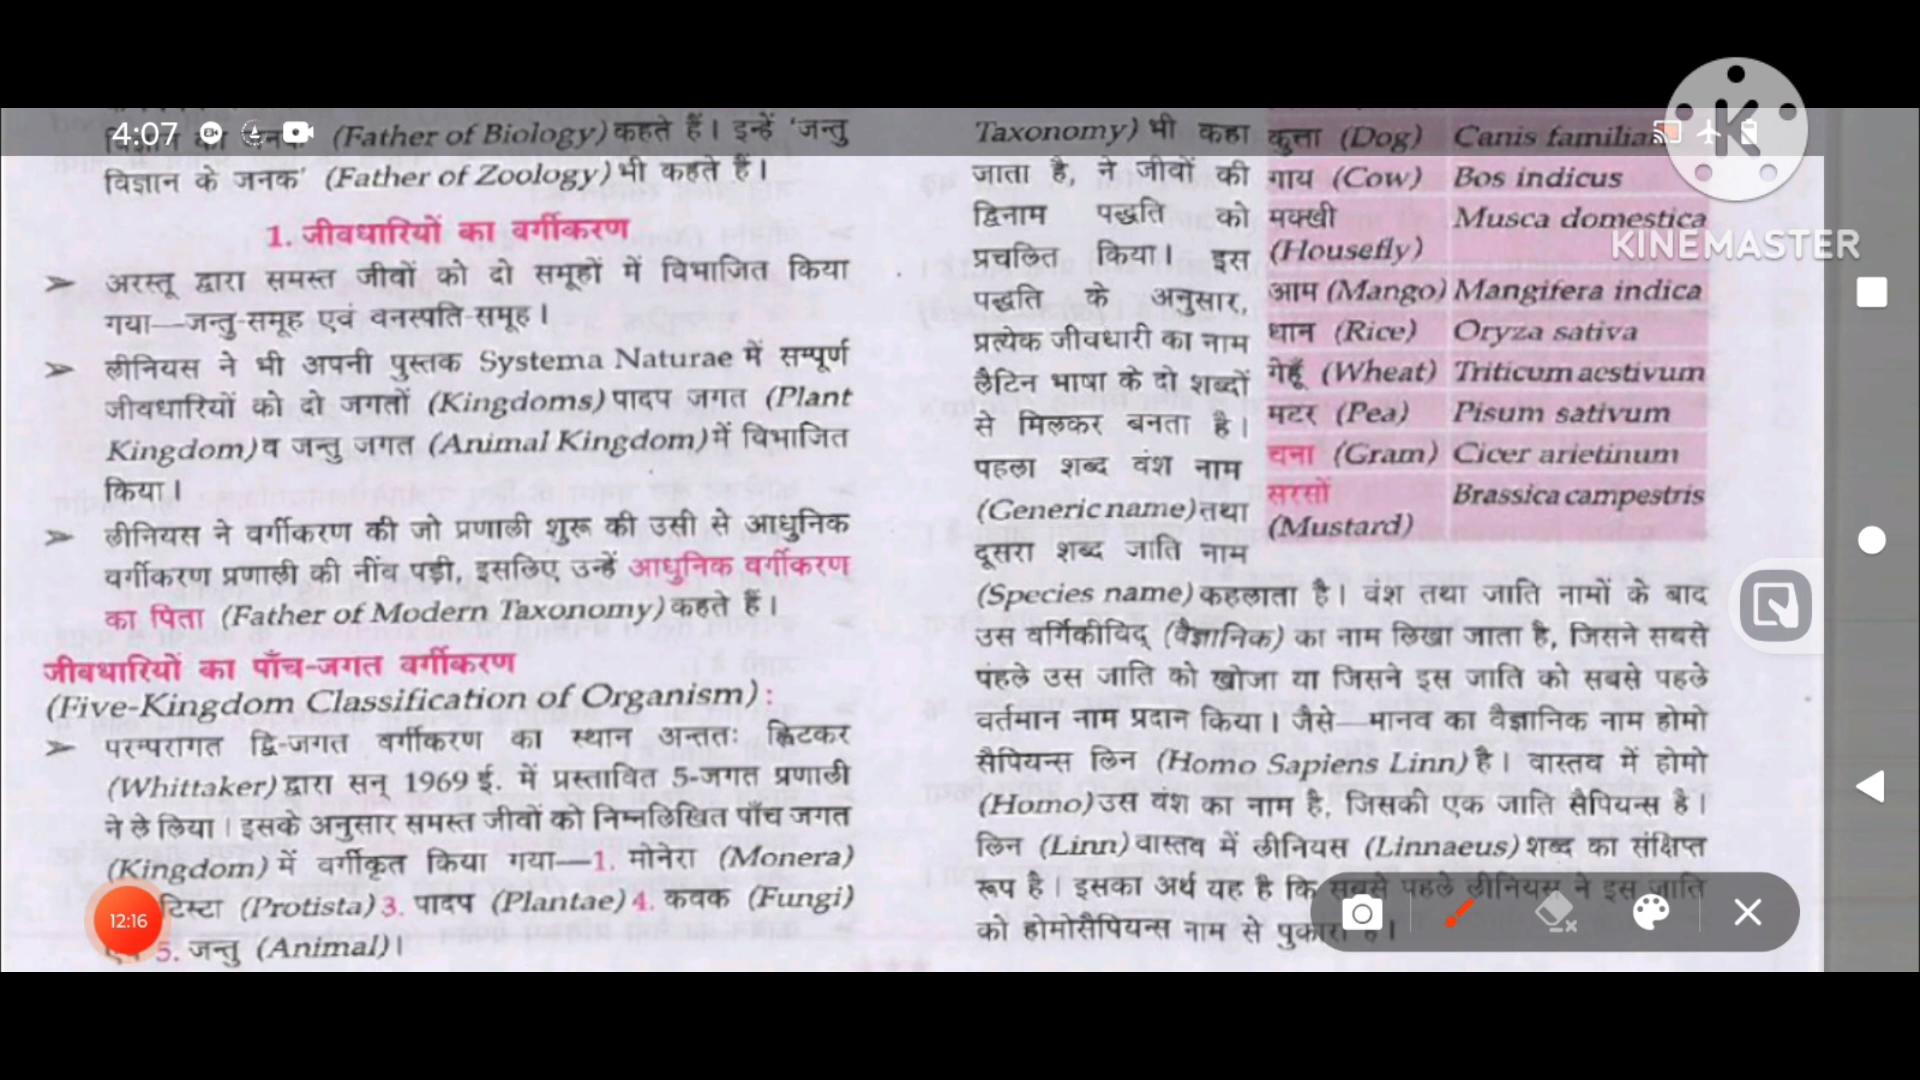 4:07
(Father of Biology) कहते हैं। इन्हें 'जन्तु
विज्ञान के जनक' (Father of Zoology) भी कहते हैं।
1. जीवधारियों का वर्गीकरण
➢ अरस्तू द्वारा समस्त जीवों को दो समूहों में विभाजित किया
गया—जन्तु-समूह एवं वनस्पति-समूह।
➢ लीनियस ने भी अपनी पुस्तक Systema Naturae में सम्पूर्ण
जीवधारियों को दो जगतों (Kingdoms) पादप जगत (Plant
Kingdom) व जन्तु जगत (Animal Kingdom) में विभाजित
किया।
➢ लीनियस ने वर्गीकरण की जो प्रणाली शुरू की उसी से आधुनिक
वर्गीकरण प्रणाली की नींव पड़ी, इसलिए उन्हें आधुनिक वर्गीकरण
का पिता (Father of Modern Taxonomy) कहते हैं।
जीवधारियों का पाँच-जगत वर्गीकरण
(Five-Kingdom Classification of Organism) :
➢ परम्परागत द्वि-जगत वर्गीकरण का स्थान अन्ततः ह्विटकर
(Whittaker) द्वारा सन् 1969 ई. में प्रस्तावित 5-जगत प्रणाली
ने ले लिया। इसके अनुसार समस्त जीवों को निम्नलिखित पाँच जगत
(Kingdom) में वर्गीकृत किया गया—1. मोनेरा (Monera)
टिस्टा (Protista) 3. पादप (Plantae) 4. कवक (Fungi)
5. जन्तु (Animal)।
12:16
Taxonomy) भी कहा
जाता है, ने जीवों की
द्विनाम पद्धति को
प्रचलित किया। इस
पद्धति के अनुसार,
प्रत्येक जीवधारी का नाम
लैटिन भाषा के दो शब्दों
से मिलकर बनता है।
पहला शब्द वंश नाम
(Generic name) तथा
दूसरा शब्द जाति नाम
(Species name) कहलाता है। वंश तथा जाति नामों के बाद
उस वर्गिकीविद् (वैज्ञानिक) का नाम लिखा जाता है, जिसने सबसे
पहले उस जाति को खोजा या जिसने इस जाति को सबसे पहले
वर्तमान नाम प्रदान किया। जैसे—मानव का वैज्ञानिक नाम होमो
सैपियन्स लिन (Homo Sapiens Linn) है। वास्तव में होमो
(Homo) उस वंश का नाम है, जिसकी एक जाति सैपियन्स है।
लिन (Linn) वास्तव में लीनियस (Linnaeus) शब्द का संक्षिप्त
रूप है। इसका अर्थ यह है कि सबसे पहले लीनियस ने इस जाति
को होमोसैपियन्स नाम से पुकारा है।
कुत्ता (Dog) Canis
गाय (Cow) Bos indicus
मक्खी Musca domestica
(Housefly)
आम (Mango) Mangifera indica
धान (Rice) Oryza sativa
गेहूँ (Wheat) Triticum aestivum
मटर (Pea) Pisum sativum
चना (Gram) Cicer arietinum
सरसों Brassica campestris
(Mustard)
K
KINEMASTER